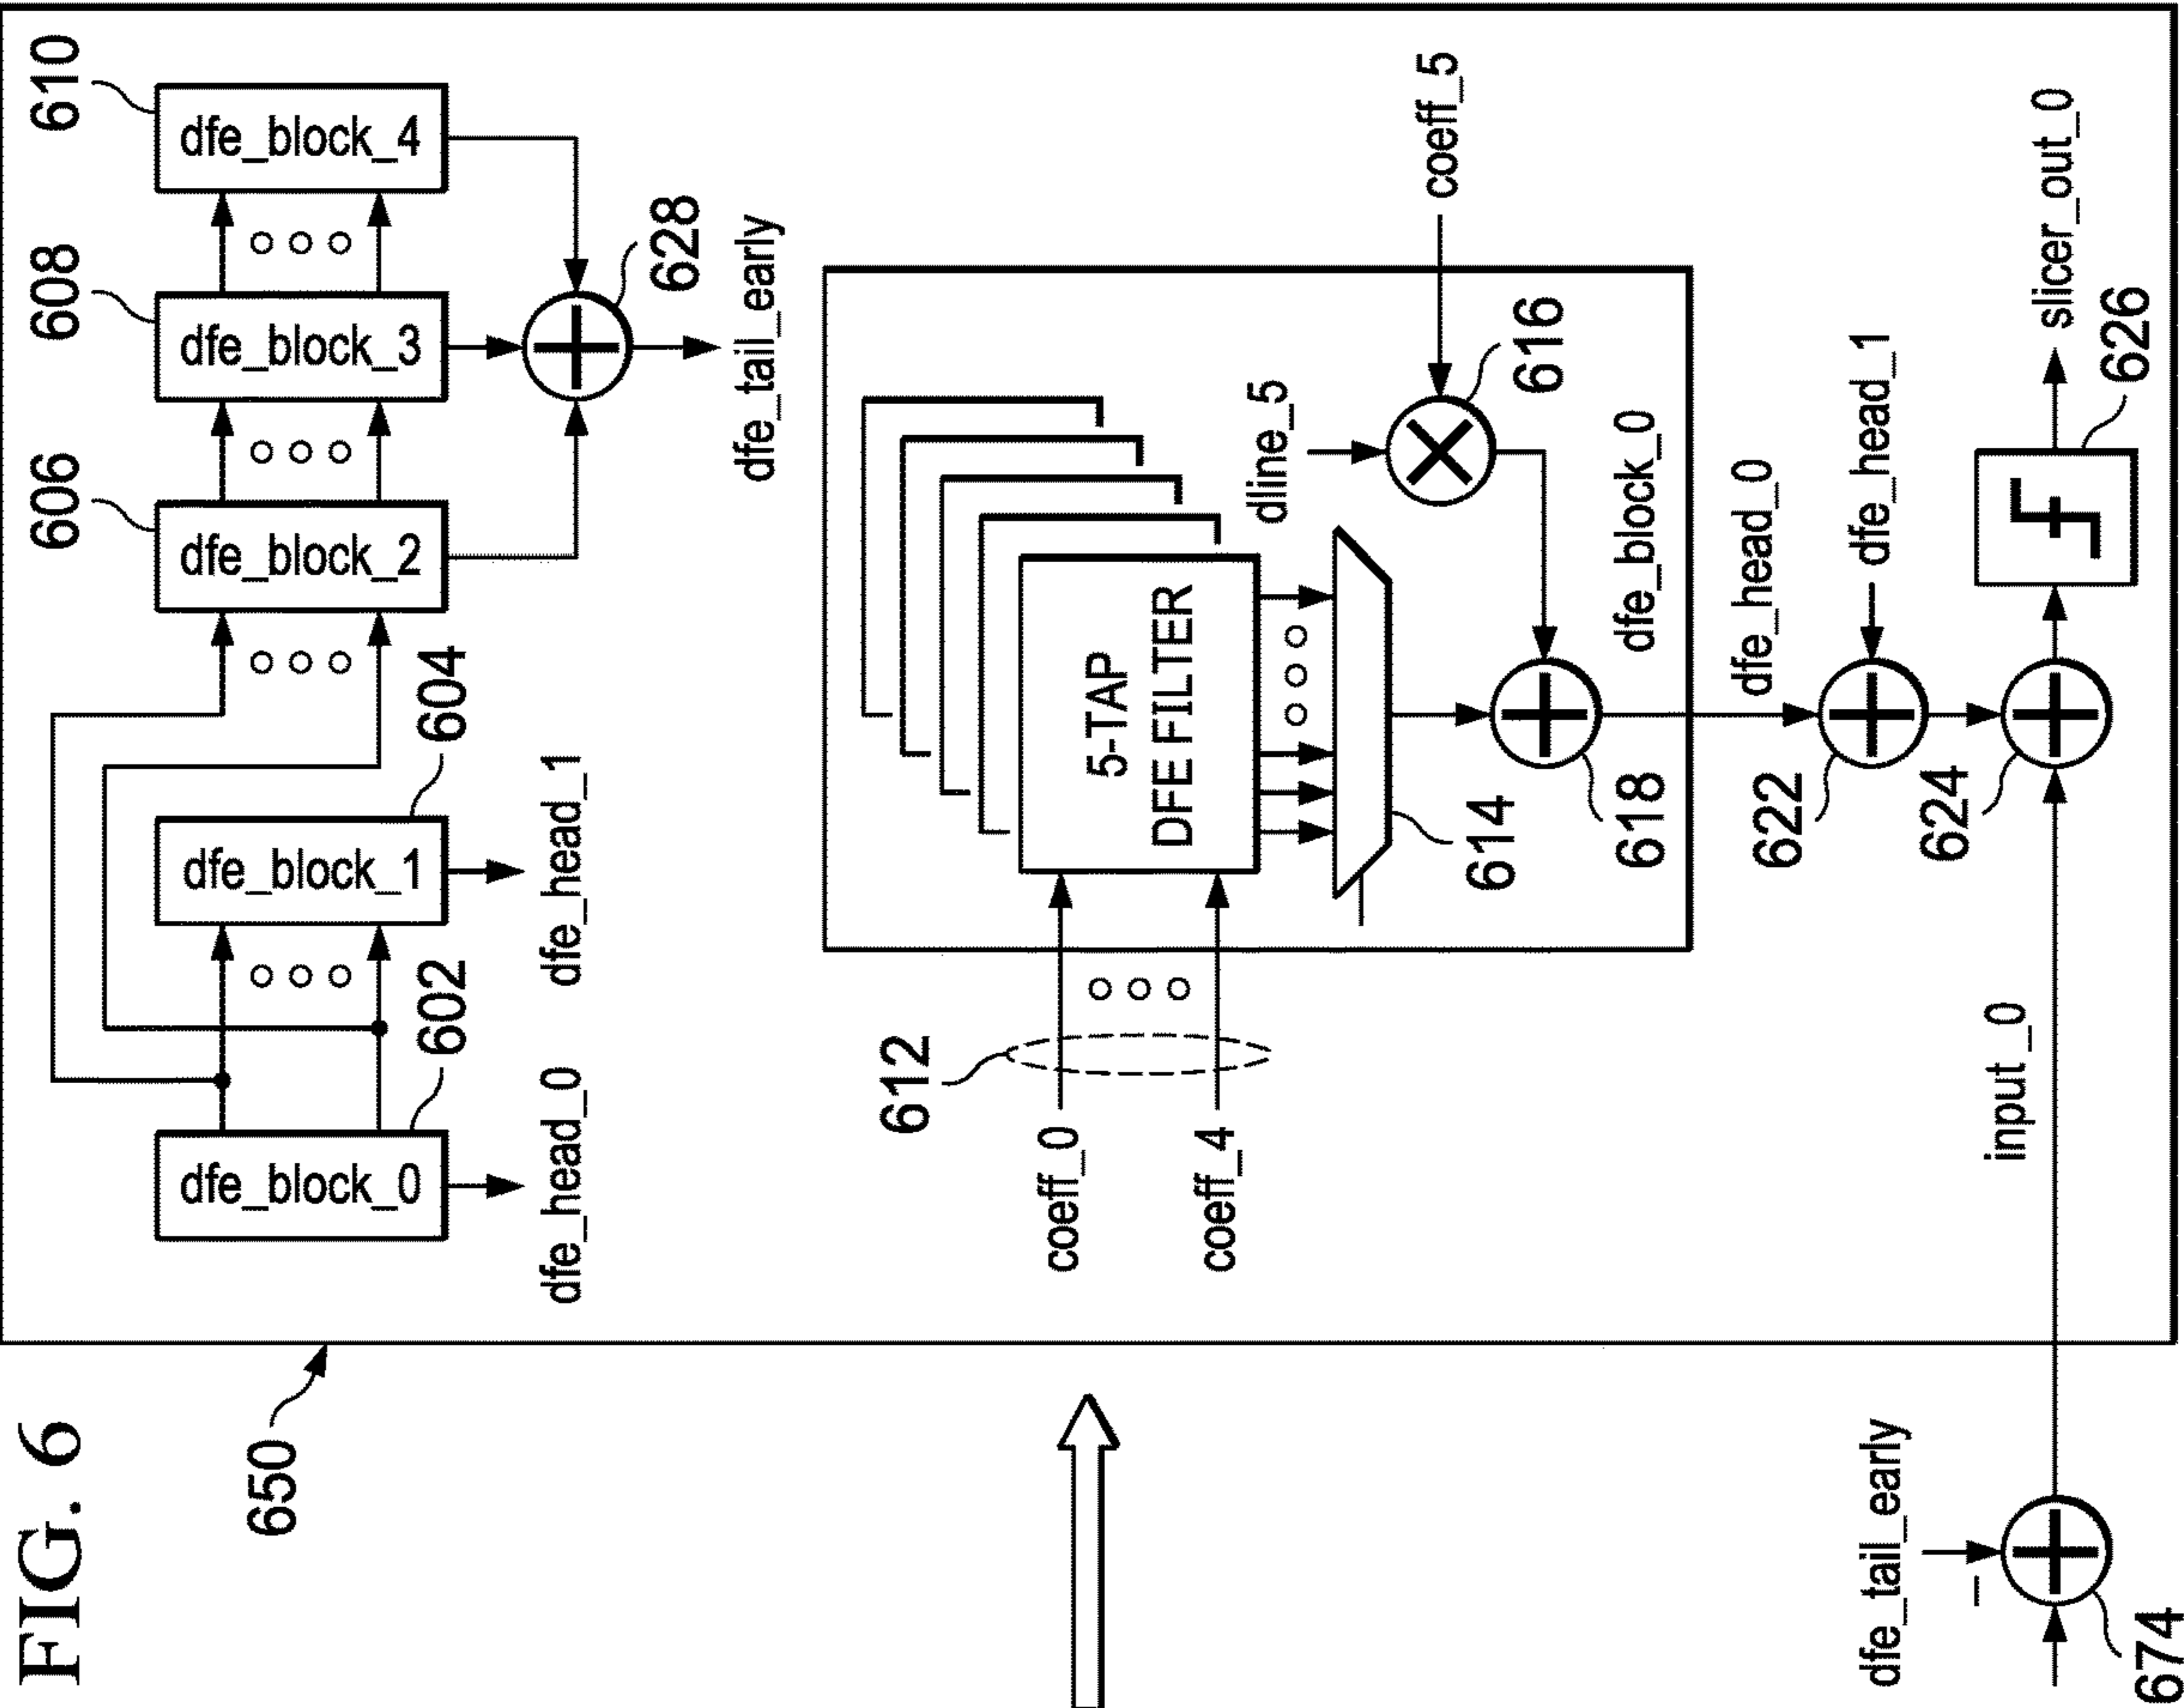 FIG. 6
650
610
608
606
604
602
dfe_block_0
dfe_block_1
dfe_block_2
dfe_block_3
dfe_block_4
dfe_head_0
dfe_head_1
628
dfe_tail_early
612
coeff_0
coeff_4
5-TAP
DFE FILTER
dline_5
coeff_5
616
614
618
dfe_block_0
dfe_head_0
622
dfe_head_1
624
dfe_tail_early
–
674
input_0
626
slicer_out_0